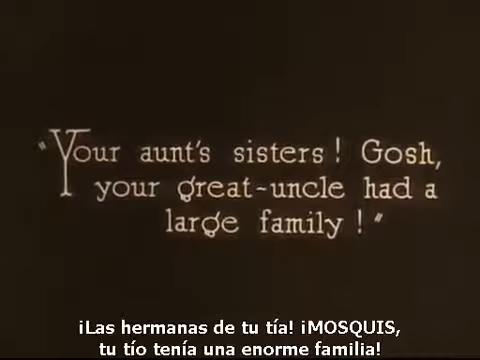 "Your aunt's sisters! Gosh,
your great-uncle had a
large family!"
¡Las hermanas de tu tía! ¡MOSQUIS,
tu tío tenía una enorme familia!